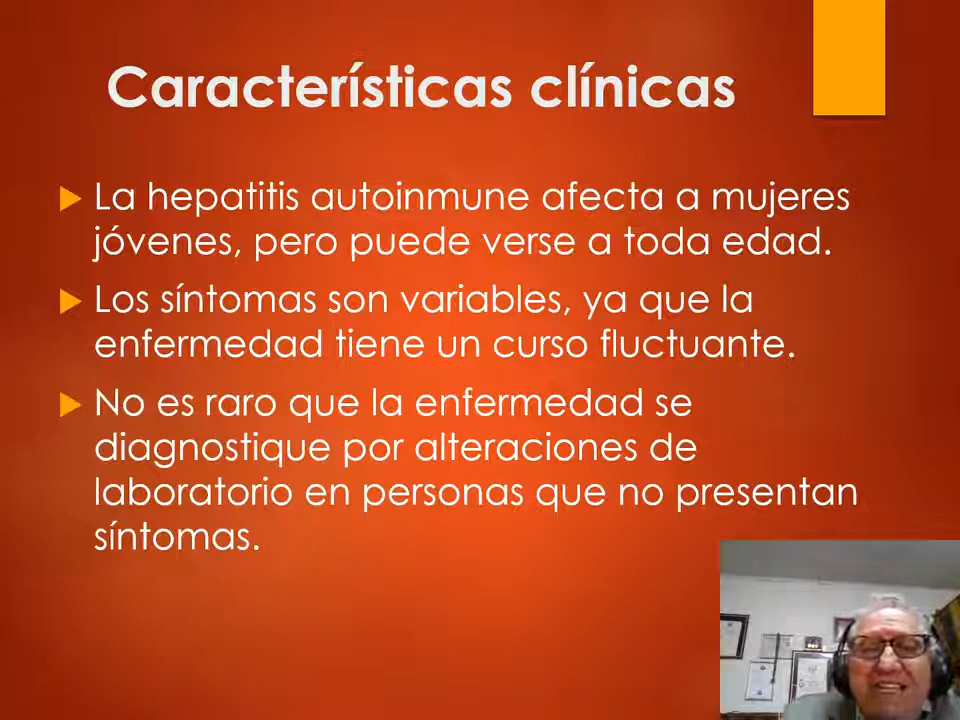 Características clínicas
La hepatitis autoinmune afecta a mujeres
jóvenes, pero puede verse a toda edad.
Los síntomas son variables, ya que la
enfermedad tiene un curso fluctuante.
No es raro que la enfermedad se
diagnostique por alteraciones de
laboratorio en personas que no presentan
síntomas.